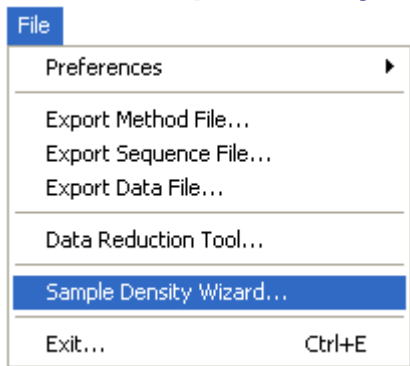 File
Preferences
Export Method File...
Export Sequence File...
Export Data File...
Data Reduction Tool...
Sample Density Wizard...
Exit... Ctrl+E